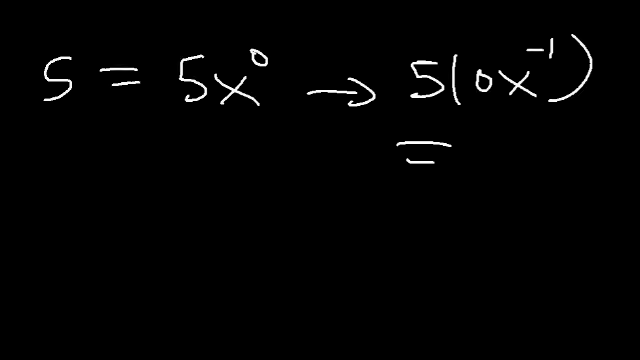 5 = 5x⁰ → 5(0x⁻¹)